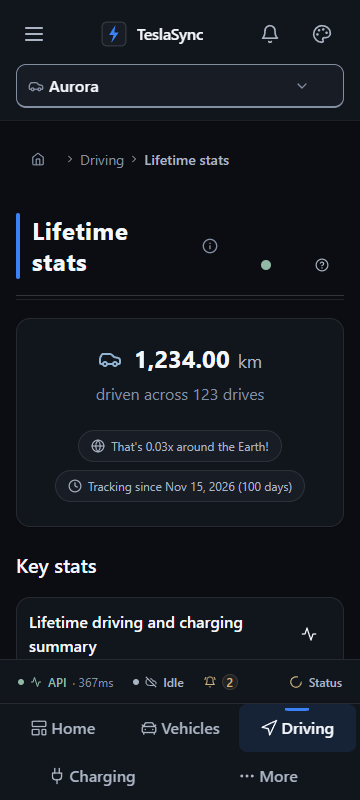 TeslaSync
Aurora
Driving
Lifetime stats
Lifetime
stats
1,234.00 km
driven across 123 drives
That's 0.03x around the Earth!
Tracking since Nov 15, 2026 (100 days)
Key stats
Lifetime driving and charging
summary
API · 367ms
Idle
2
Status
Home
Vehicles
Driving
Charging
More